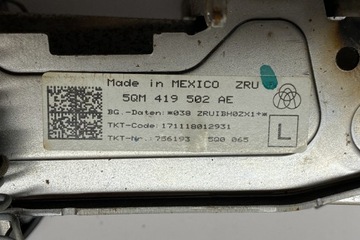 Made in MEXICO ZRU
5QM 419 502 AE
BG.-Daten: *038 ZRUIBH0ZX1+*
TKT-Code: 171118012931
TKT-Nr.: 756193 5Q0 065
L